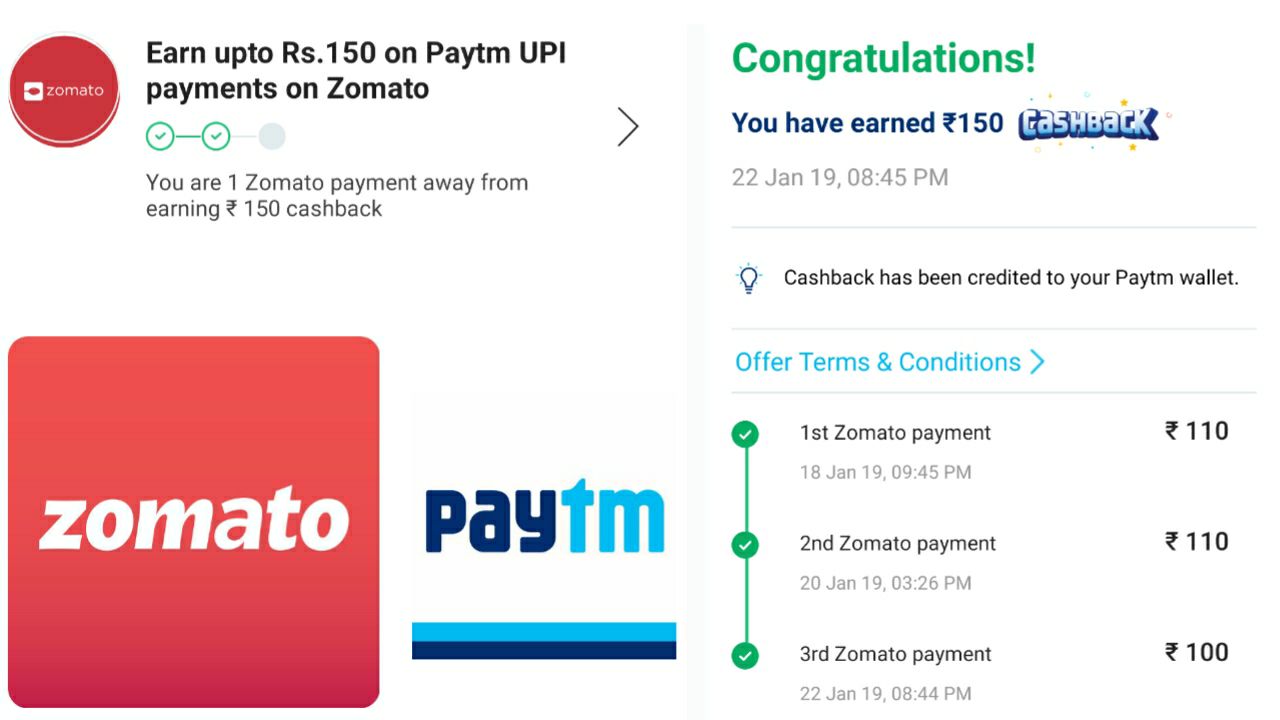 zomato
Earn upto Rs.150 on Paytm UPI
payments on Zomato
You are 1 Zomato payment away from
earning ₹ 150 cashback
zomato
paytm
Congratulations!
You have earned ₹150 CASHBACK
22 Jan 19, 08:45 PM
Cashback has been credited to your Paytm wallet.
Offer Terms & Conditions
1st Zomato payment ₹ 110
18 Jan 19, 09:45 PM
2nd Zomato payment ₹ 110
20 Jan 19, 03:26 PM
3rd Zomato payment ₹ 100
22 Jan 19, 08:44 PM